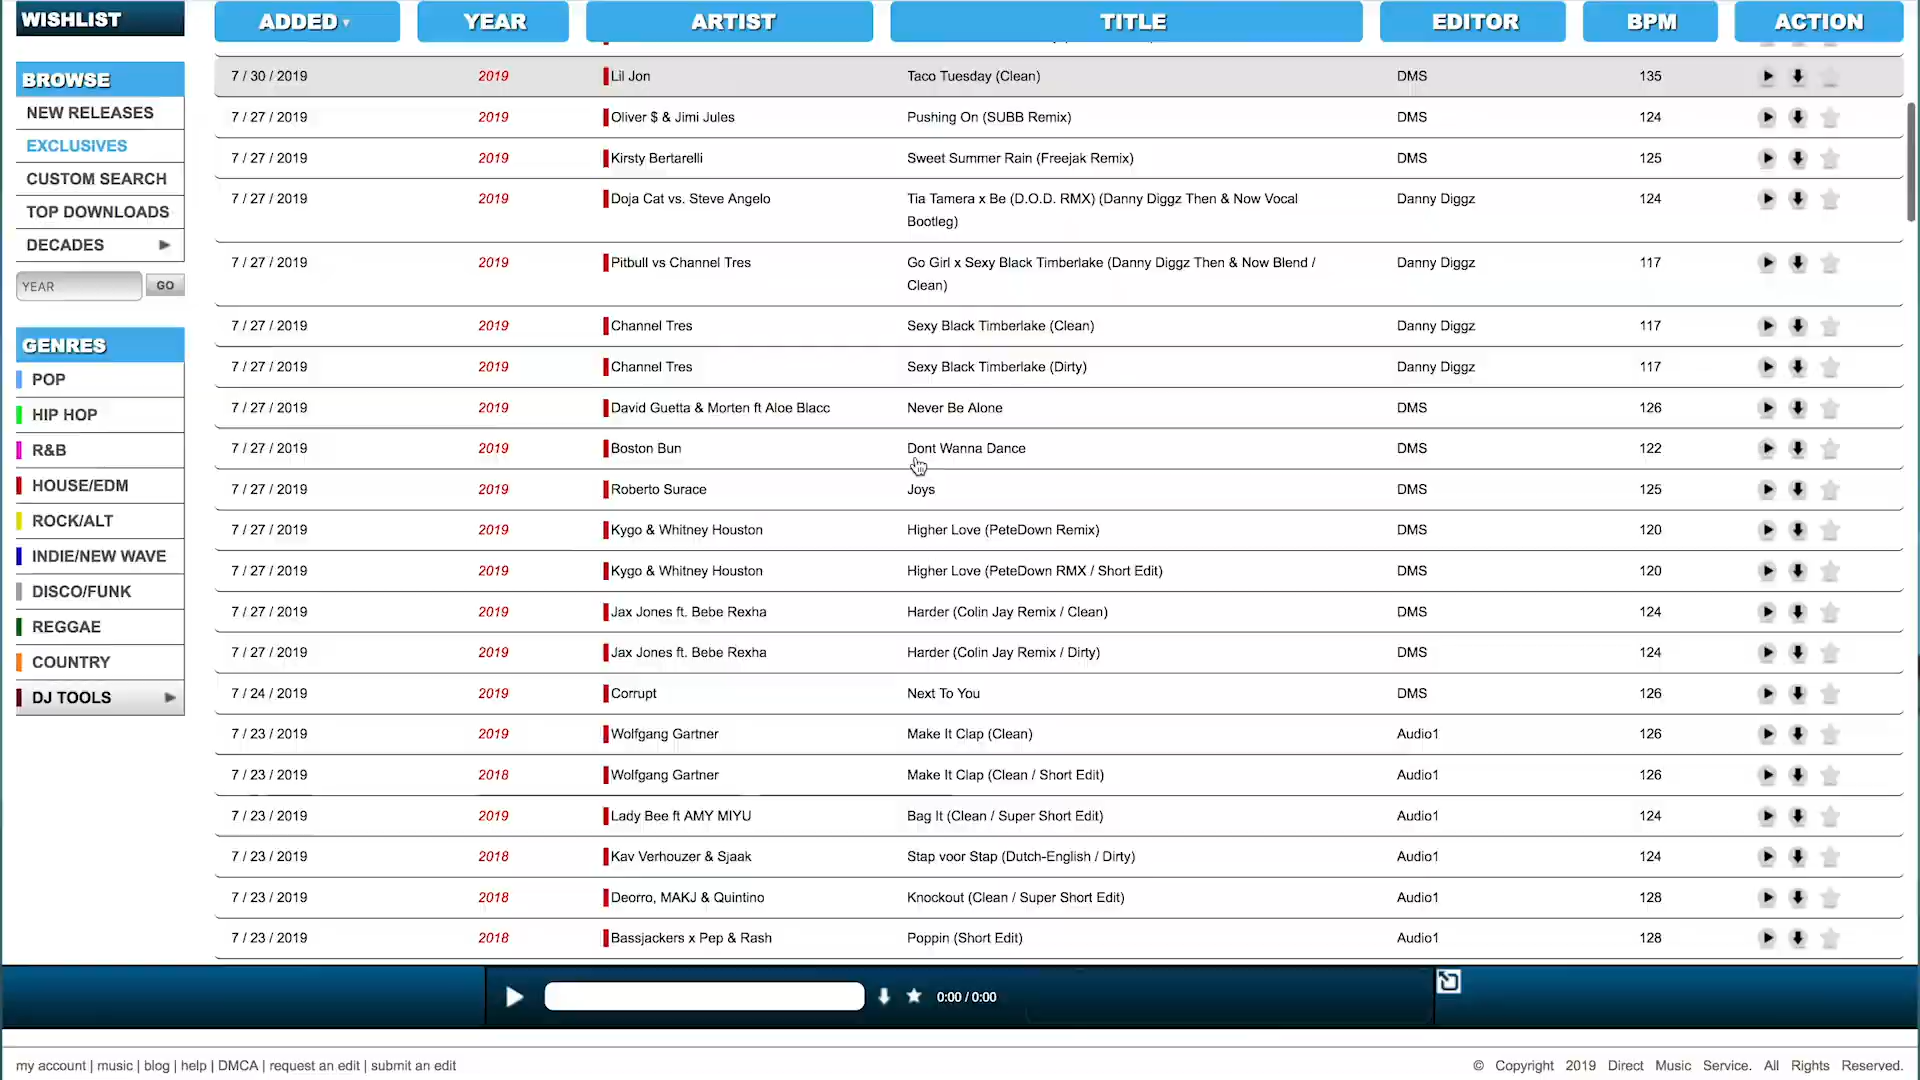 WISHLIST
ADDED YEAR ARTIST TITLE EDITOR BPM ACTION
7 / 30 / 2019 2019 Lil Jon Taco Tuesday (Clean) DMS 135
BROWSE
NEW RELEASES
7 / 27 / 2019 2019 Oliver $ & Jimi Jules Pushing On (SUBB Remix) DMS 124
EXCLUSIVES
7 / 27 / 2019 2019 Kirsty Bertarelli Sweet Summer Rain (Freejak Remix) DMS 125
CUSTOM SEARCH
7 / 27 / 2019 2019 Doja Cat vs. Steve Angelo Tia Tamera x Be (D.O.D. RMX) (Danny Diggz Then & Now Vocal Danny Diggz 124
TOP DOWNLOADS
Bootleg)
DECADES
7 / 27 / 2019 2019 Pitbull vs Channel Tres Go Girl x Sexy Black Timberlake (Danny Diggz Then & Now Blend / Danny Diggz 117
YEAR GO
Clean)
7 / 27 / 2019 2019 Channel Tres Sexy Black Timberlake (Clean) Danny Diggz 117
GENRES
7 / 27 / 2019 2019 Channel Tres Sexy Black Timberlake (Dirty) Danny Diggz 117
POP
7 / 27 / 2019 2019 David Guetta & Morten ft Aloe Blacc Never Be Alone DMS 126
HIP HOP
7 / 27 / 2019 2019 Boston Bun Dont Wanna Dance DMS 122
R&B
7 / 27 / 2019 2019 Roberto Surace Joys DMS 125
HOUSE/EDM
7 / 27 / 2019 2019 Kygo & Whitney Houston Higher Love (PeteDown Remix) DMS 120
ROCK/ALT
INDIE/NEW WAVE
7 / 27 / 2019 2019 Kygo & Whitney Houston Higher Love (PeteDown RMX / Short Edit) DMS 120
DISCO/FUNK
7 / 27 / 2019 2019 Jax Jones ft. Bebe Rexha Harder (Colin Jay Remix / Clean) DMS 124
REGGAE
7 / 27 / 2019 2019 Jax Jones ft. Bebe Rexha Harder (Colin Jay Remix / Dirty) DMS 124
COUNTRY
7 / 24 / 2019 2019 Corrupt Next To You DMS 126
DJ TOOLS
7 / 23 / 2019 2019 Wolfgang Gartner Make It Clap (Clean) Audio1 126
7 / 23 / 2019 2018 Wolfgang Gartner Make It Clap (Clean / Short Edit) Audio1 126
7 / 23 / 2019 2019 Lady Bee ft AMY MIYU Bag It (Clean / Super Short Edit) Audio1 124
7 / 23 / 2019 2018 Kav Verhouzer & Sjaak Stap voor Stap (Dutch-English / Dirty) Audio1 124
7 / 23 / 2019 2018 Deorro, MAKJ & Quintino Knockout (Clean / Super Short Edit) Audio1 128
7 / 23 / 2019 2018 Bassjackers x Pep & Rash Poppin (Short Edit) Audio1 128
0:00 / 0:00
my account | music | blog | help | DMCA | request an edit | submit an edit
© Copyright 2019 Direct Music Service. All Rights Reserved.